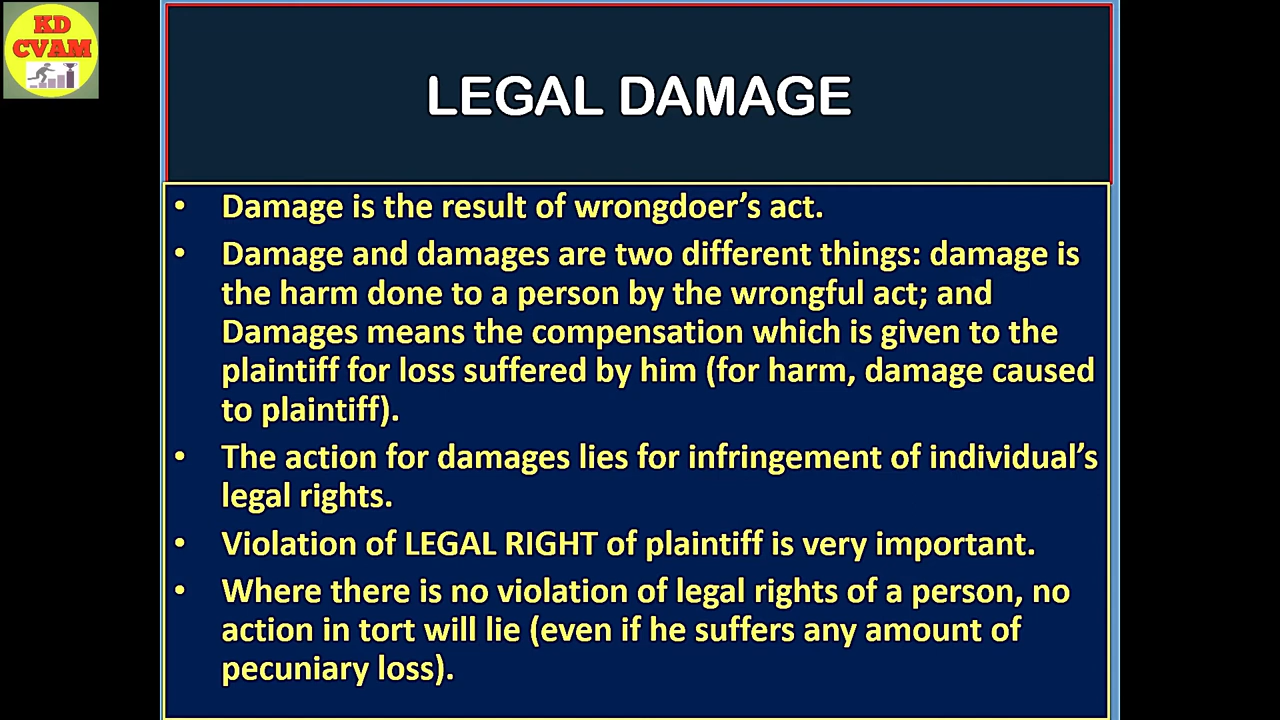 KD
CVAM
LEGAL DAMAGE
• Damage is the result of wrongdoer’s act.
• Damage and damages are two different things: damage is
the harm done to a person by the wrongful act; and
Damages means the compensation which is given to the
plaintiff for loss suffered by him (for harm, damage caused
to plaintiff).
• The action for damages lies for infringement of individual’s
legal rights.
• Violation of LEGAL RIGHT of plaintiff is very important.
• Where there is no violation of legal rights of a person, no
action in tort will lie (even if he suffers any amount of
pecuniary loss).